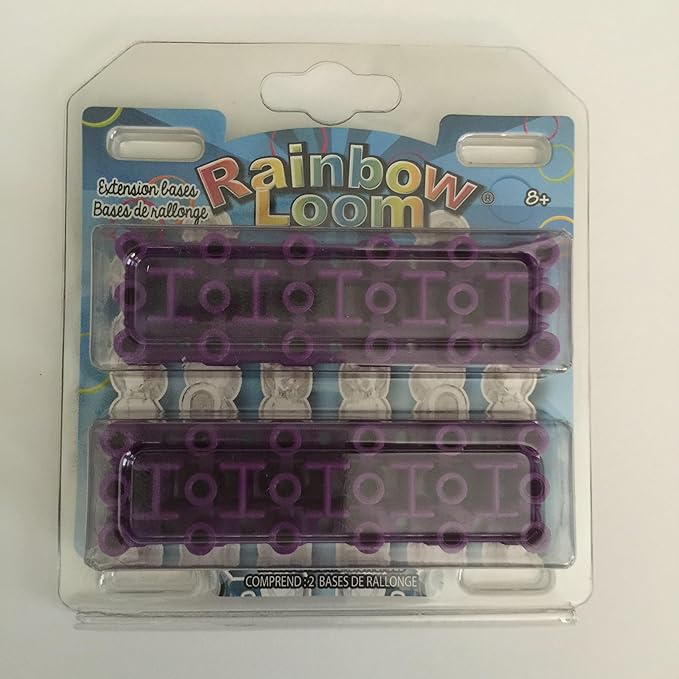 Extension bases
Bases de rallonge
Rainbow
Loom®
8+
COMPREND : 2 BASES DE RALLONGE